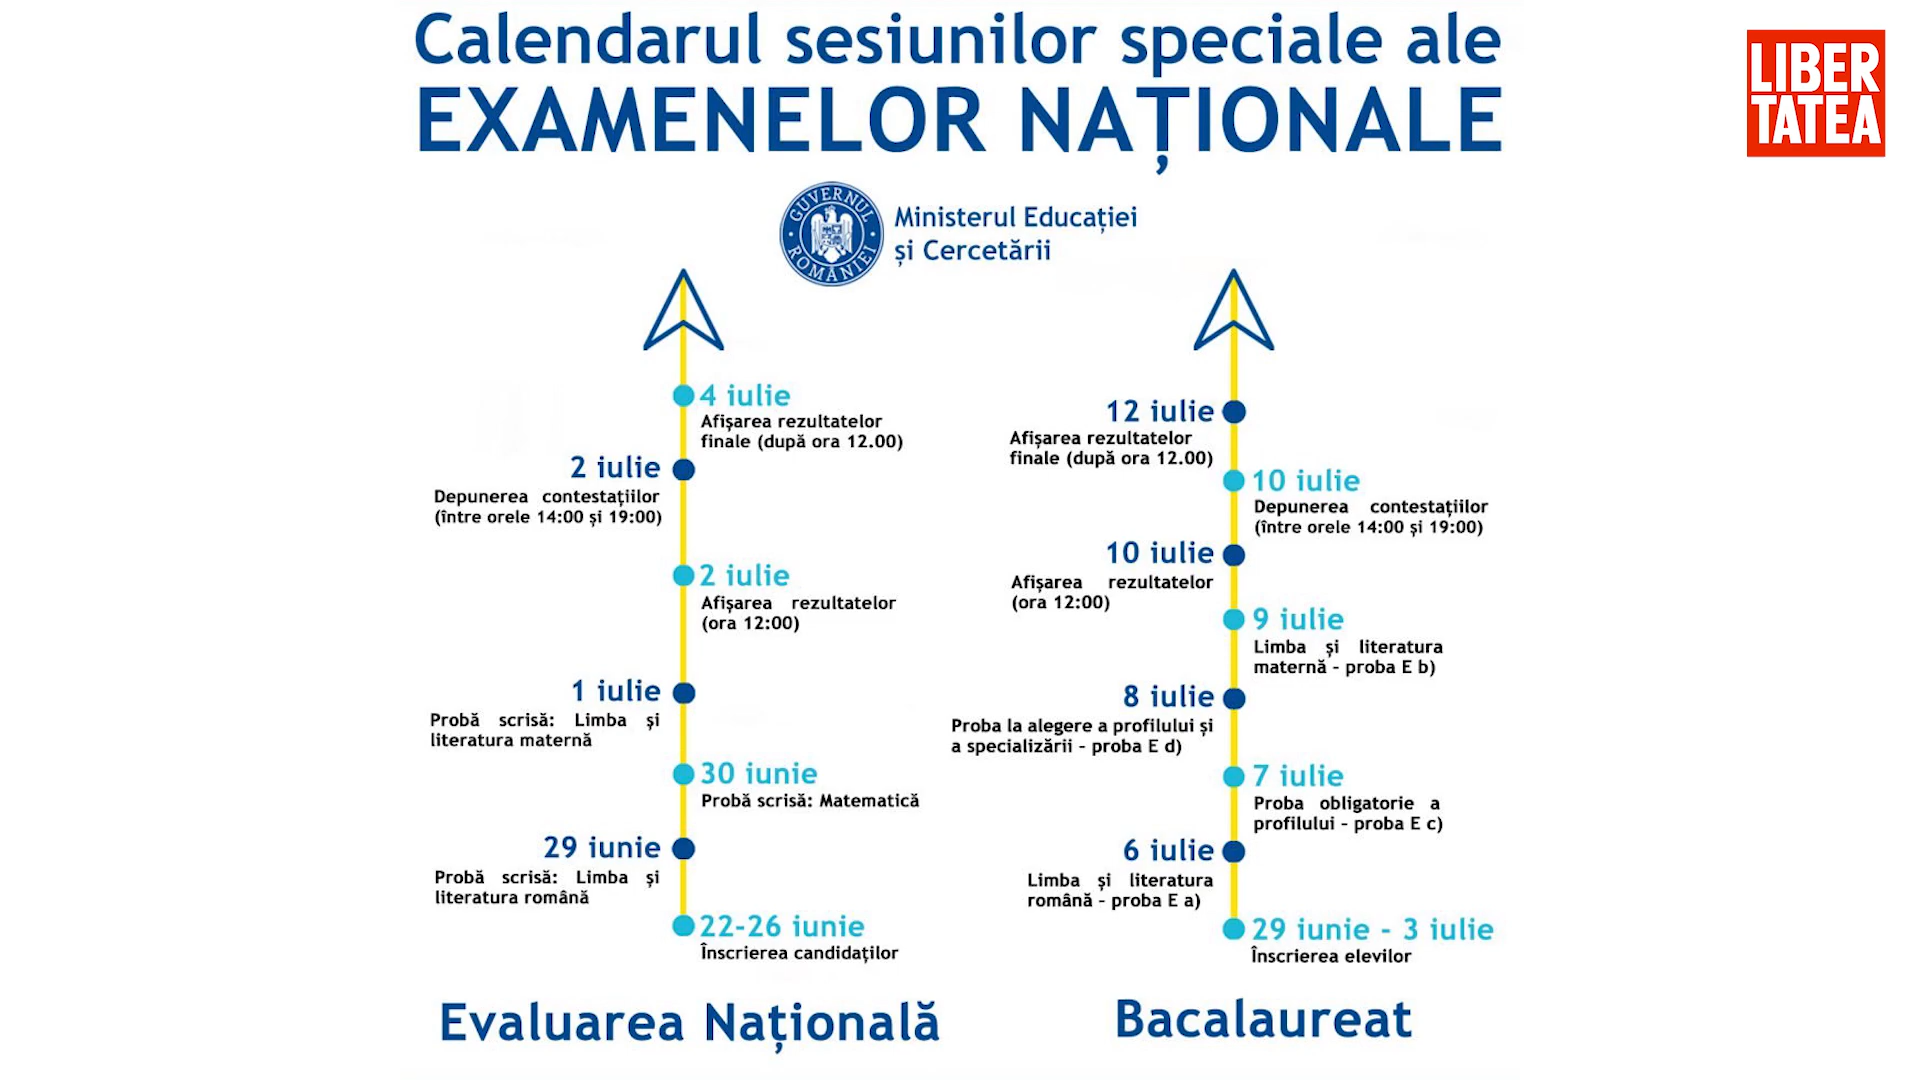 Calendarul sesiunilor speciale ale
EXAMENELOR NAȚIONALE
LIBER
TATEA
GUVERNUL
ROMÂNIEI
Ministerul Educației
și Cercetării
4 iulie
Afișarea rezultatelor
finale (după ora 12.00)
2 iulie
Depunerea contestațiilor
(între orele 14:00 și 19:00)
2 iulie
Afișarea rezultatelor
(ora 12:00)
1 iulie
Probă scrisă: Limba și
literatura maternă
30 iunie
Probă scrisă: Matematică
29 iunie
Probă scrisă: Limba și
literatura română
22-26 iunie
Înscrierea candidaților
Evaluarea Națională
12 iulie
Afișarea rezultatelor
finale (după ora 12.00)
10 iulie
Depunerea contestațiilor
(între orele 14:00 și 19:00)
10 iulie
Afișarea rezultatelor
(ora 12:00)
9 iulie
Limba și literatura
maternă - proba E b)
8 iulie
Proba la alegere a profilului și
a specializării - proba E d)
7 iulie
Proba obligatorie a
profilului - proba E c)
6 iulie
Limba și literatura
română - proba E a)
29 iunie - 3 iulie
Înscrierea elevilor
Bacalaureat